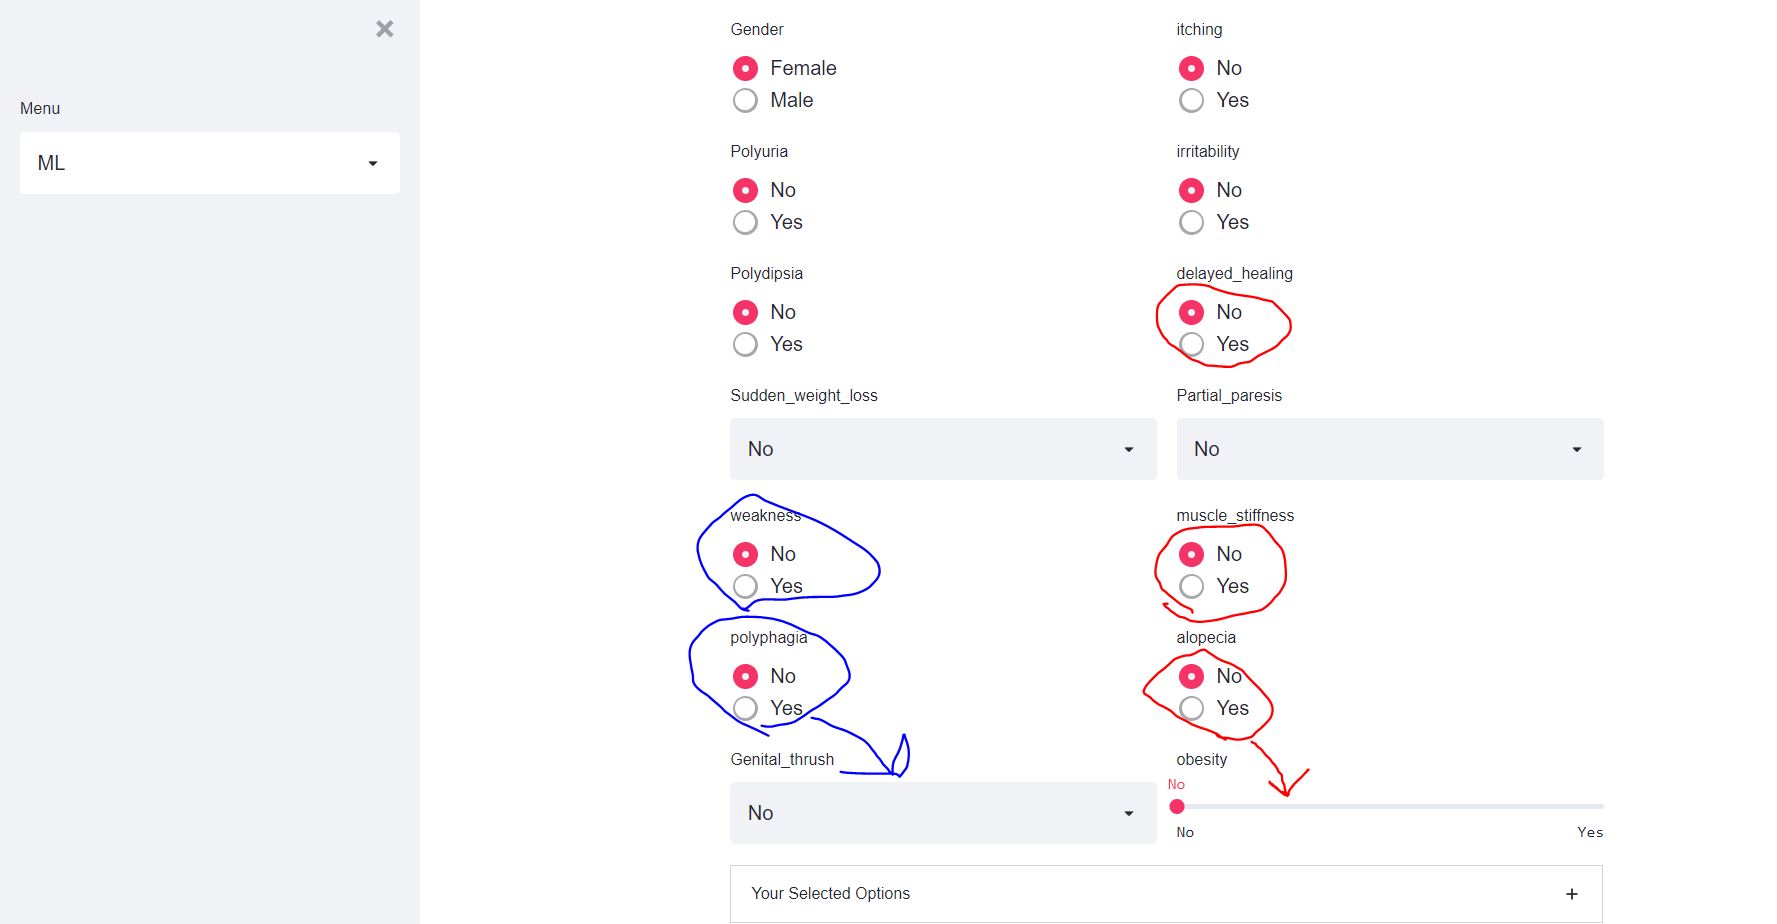 Menu
ML
Gender
Female
Male
Polyuria
No
Yes
Polydipsia
No
Yes
Sudden_weight_loss
No
weakness
No
Yes
polyphagia
No
Yes
Genital_thrush
No
itching
No
Yes
irritability
No
Yes
delayed_healing
No
Yes
Partial_paresis
No
muscle_stiffness
No
Yes
alopecia
No
Yes
obesity
No
No Yes
Your Selected Options